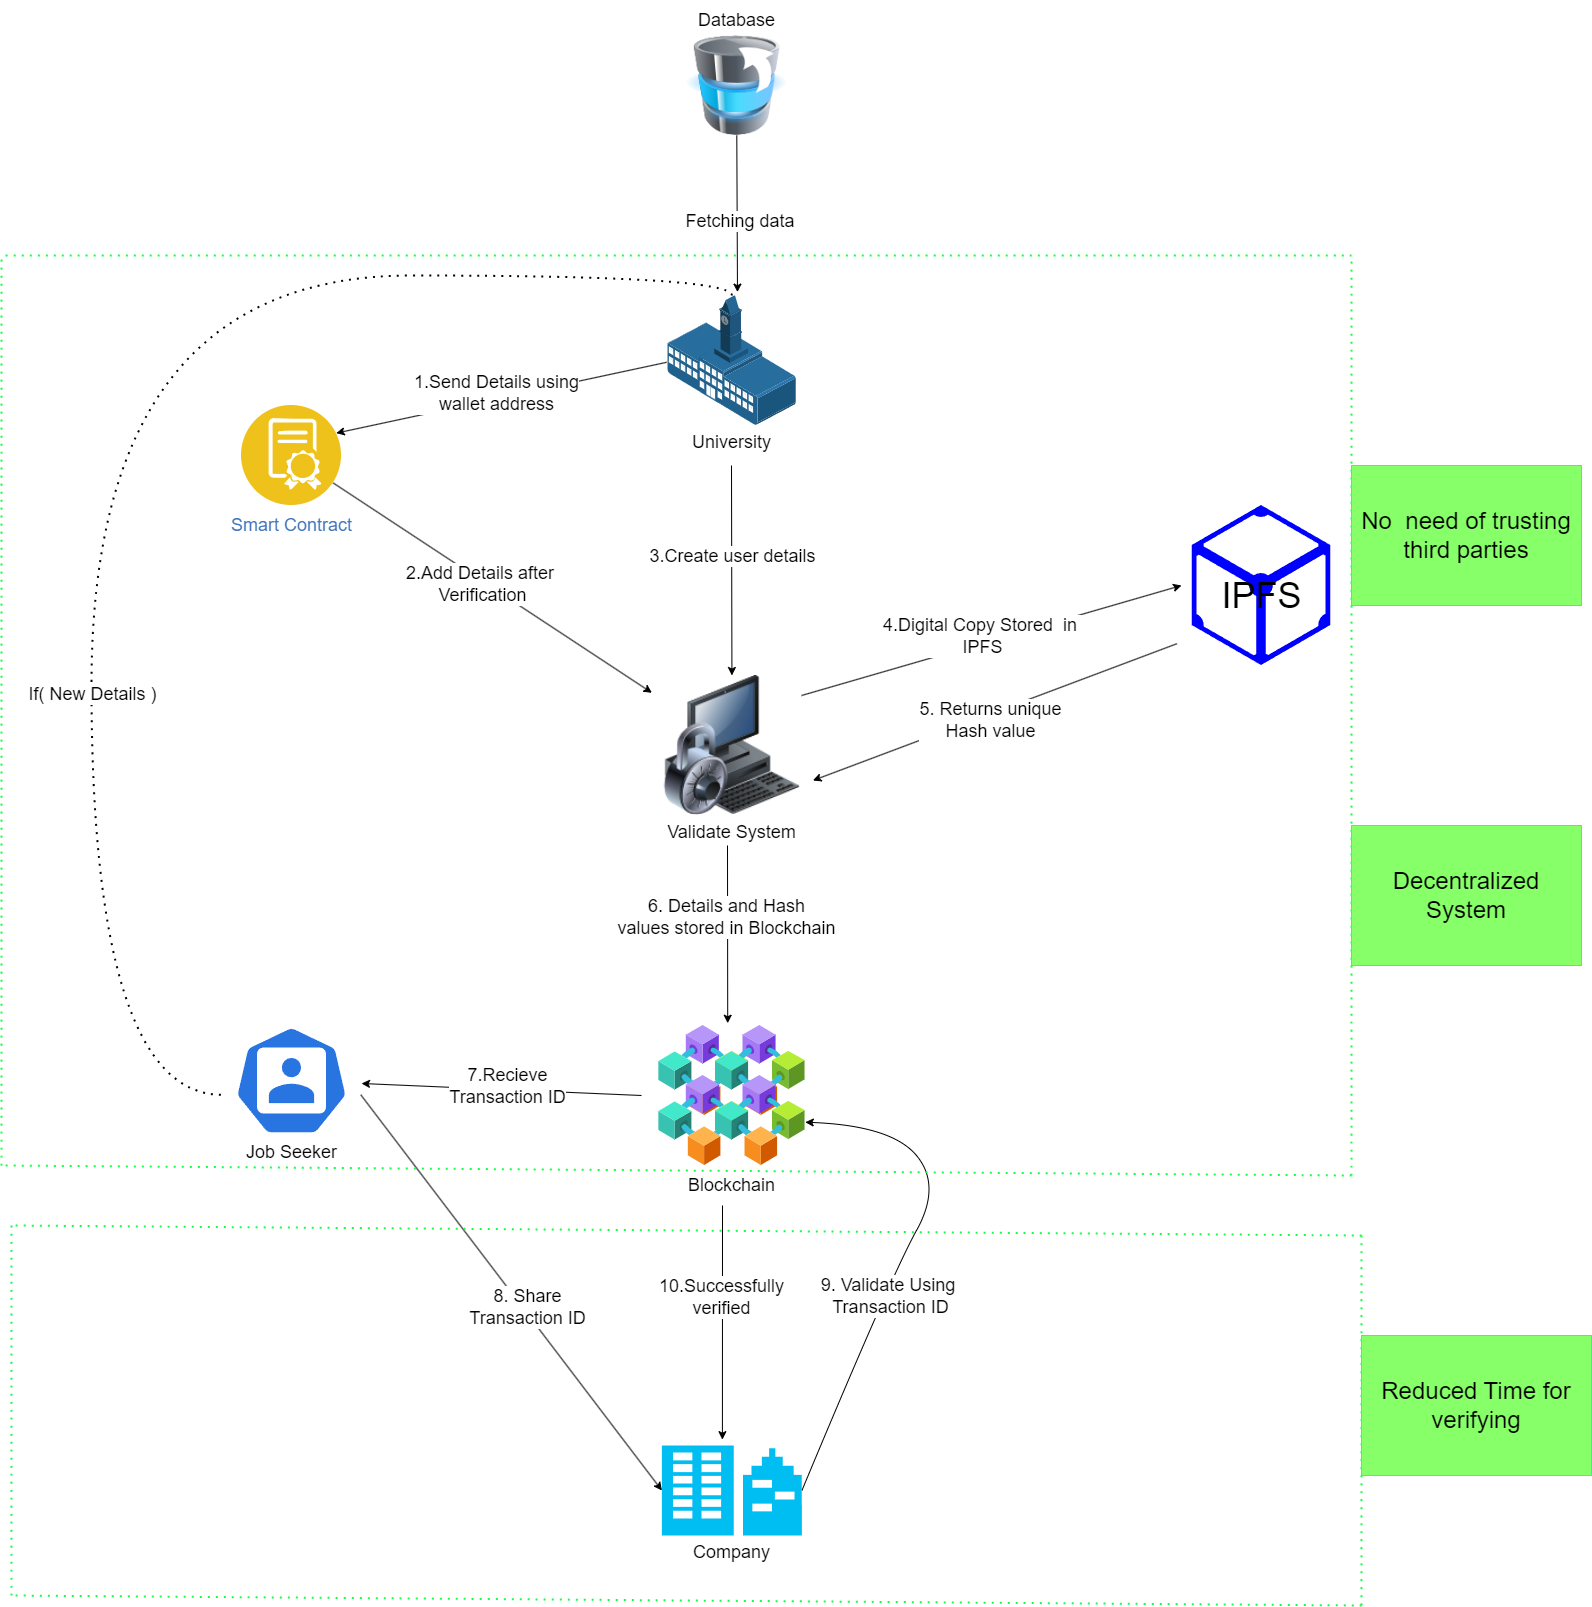 Database
Fetching data
1.Send Details using
wallet address
University
Smart Contract
No  need of trusting
third parties
3.Create user details
2.Add Details after
Verification
IPFS
4.Digital Copy Stored  in
IPFS
If( New Details )
5. Returns unique
Hash value
Validate System
Decentralized
System
6. Details and Hash
values stored in Blockchain
7.Recieve
Transaction ID
Job Seeker
Blockchain
8. Share
Transaction ID
10.Successfully
verified
9. Validate Using
Transaction ID
Reduced Time for
verifying
Company